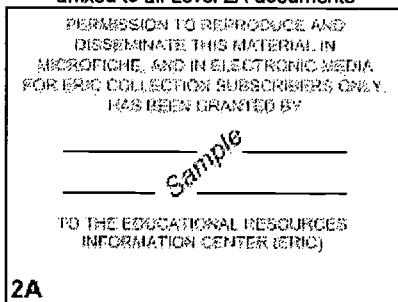 affixed to all Level 2A documents
PERMISSION TO REPRODUCE AND
DISSEMINATE THIS MATERIAL IN
MICROFICHE, AND IN ELECTRONIC MEDIA
FOR ERIC COLLECTION SUBSCRIBERS ONLY,
HAS BEEN GRANTED BY
Sample
TO THE EDUCATIONAL RESOURCES
INFORMATION CENTER (ERIC)
2A